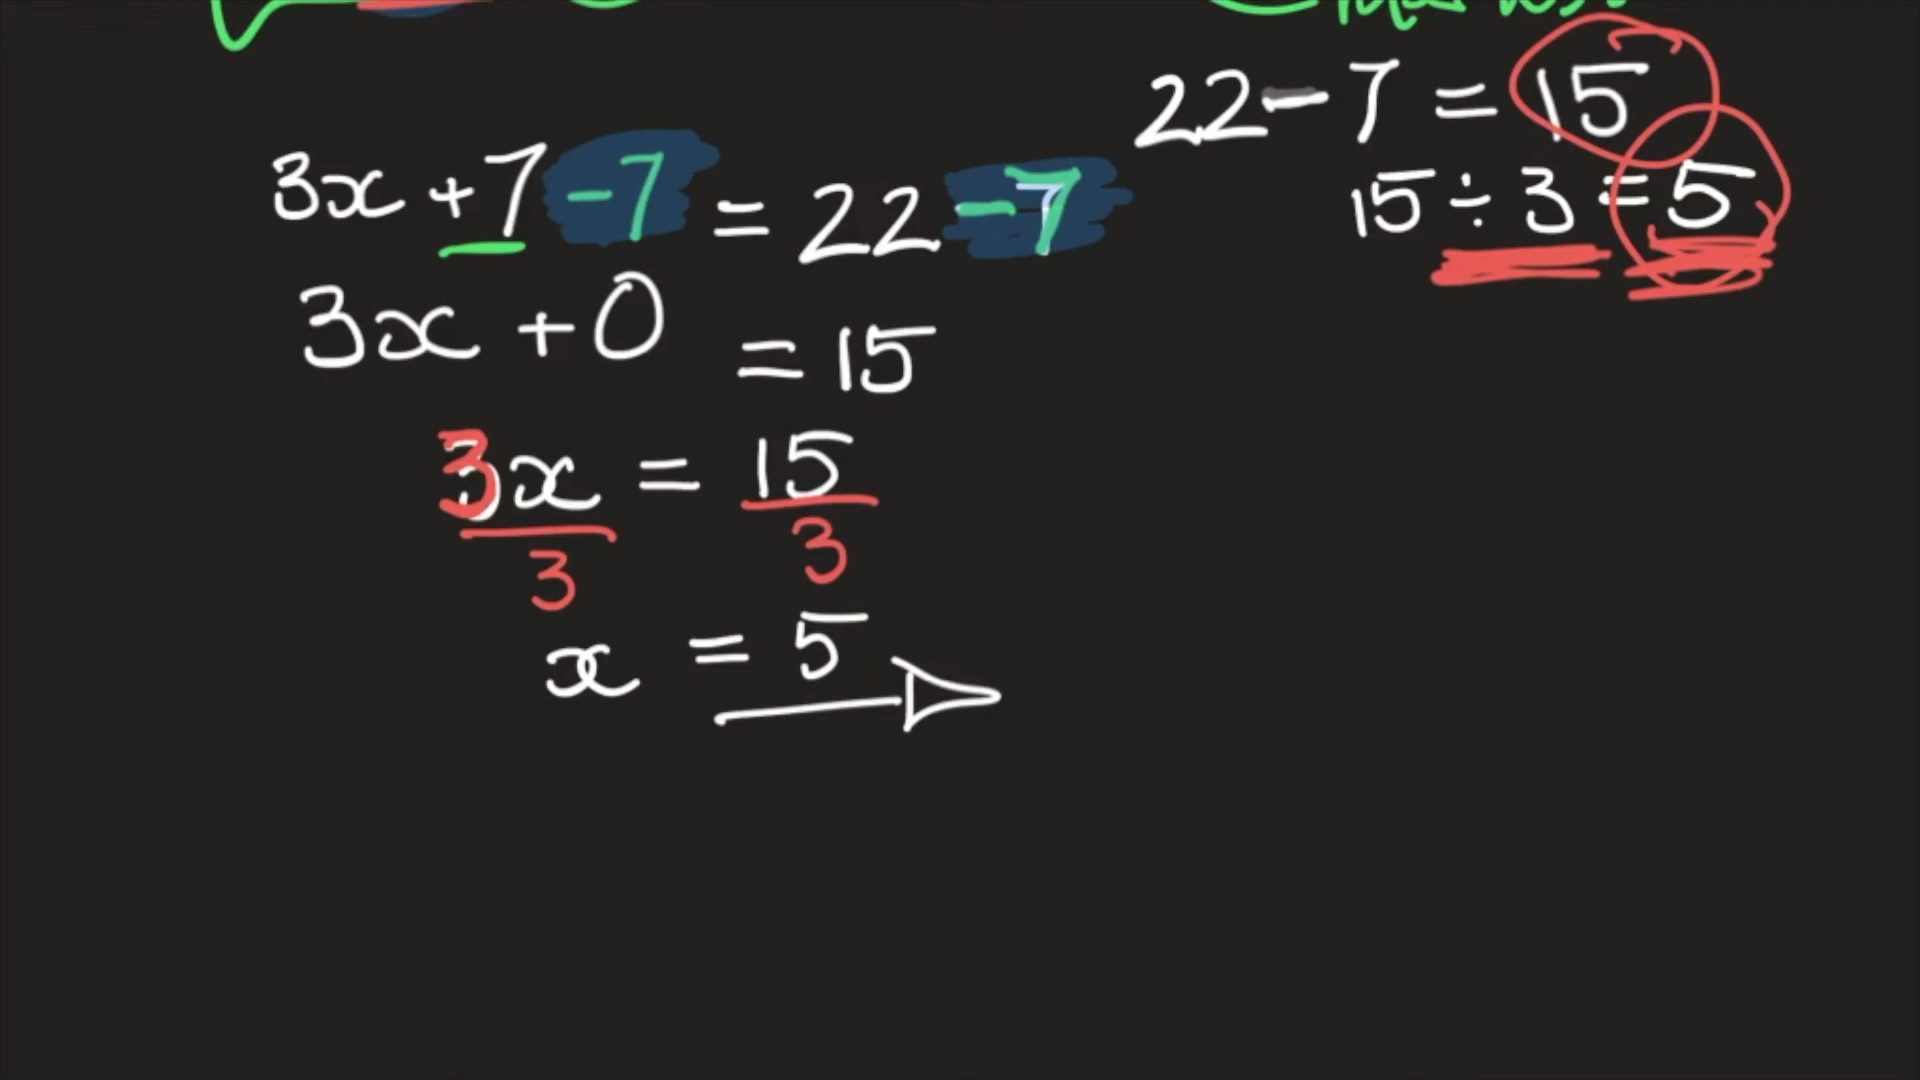 22-7 = 15
15 ÷ 3 = 5
3x +7 -7 = 22 -7
3x +0 = 15
3x = 15
3 3
x = 5